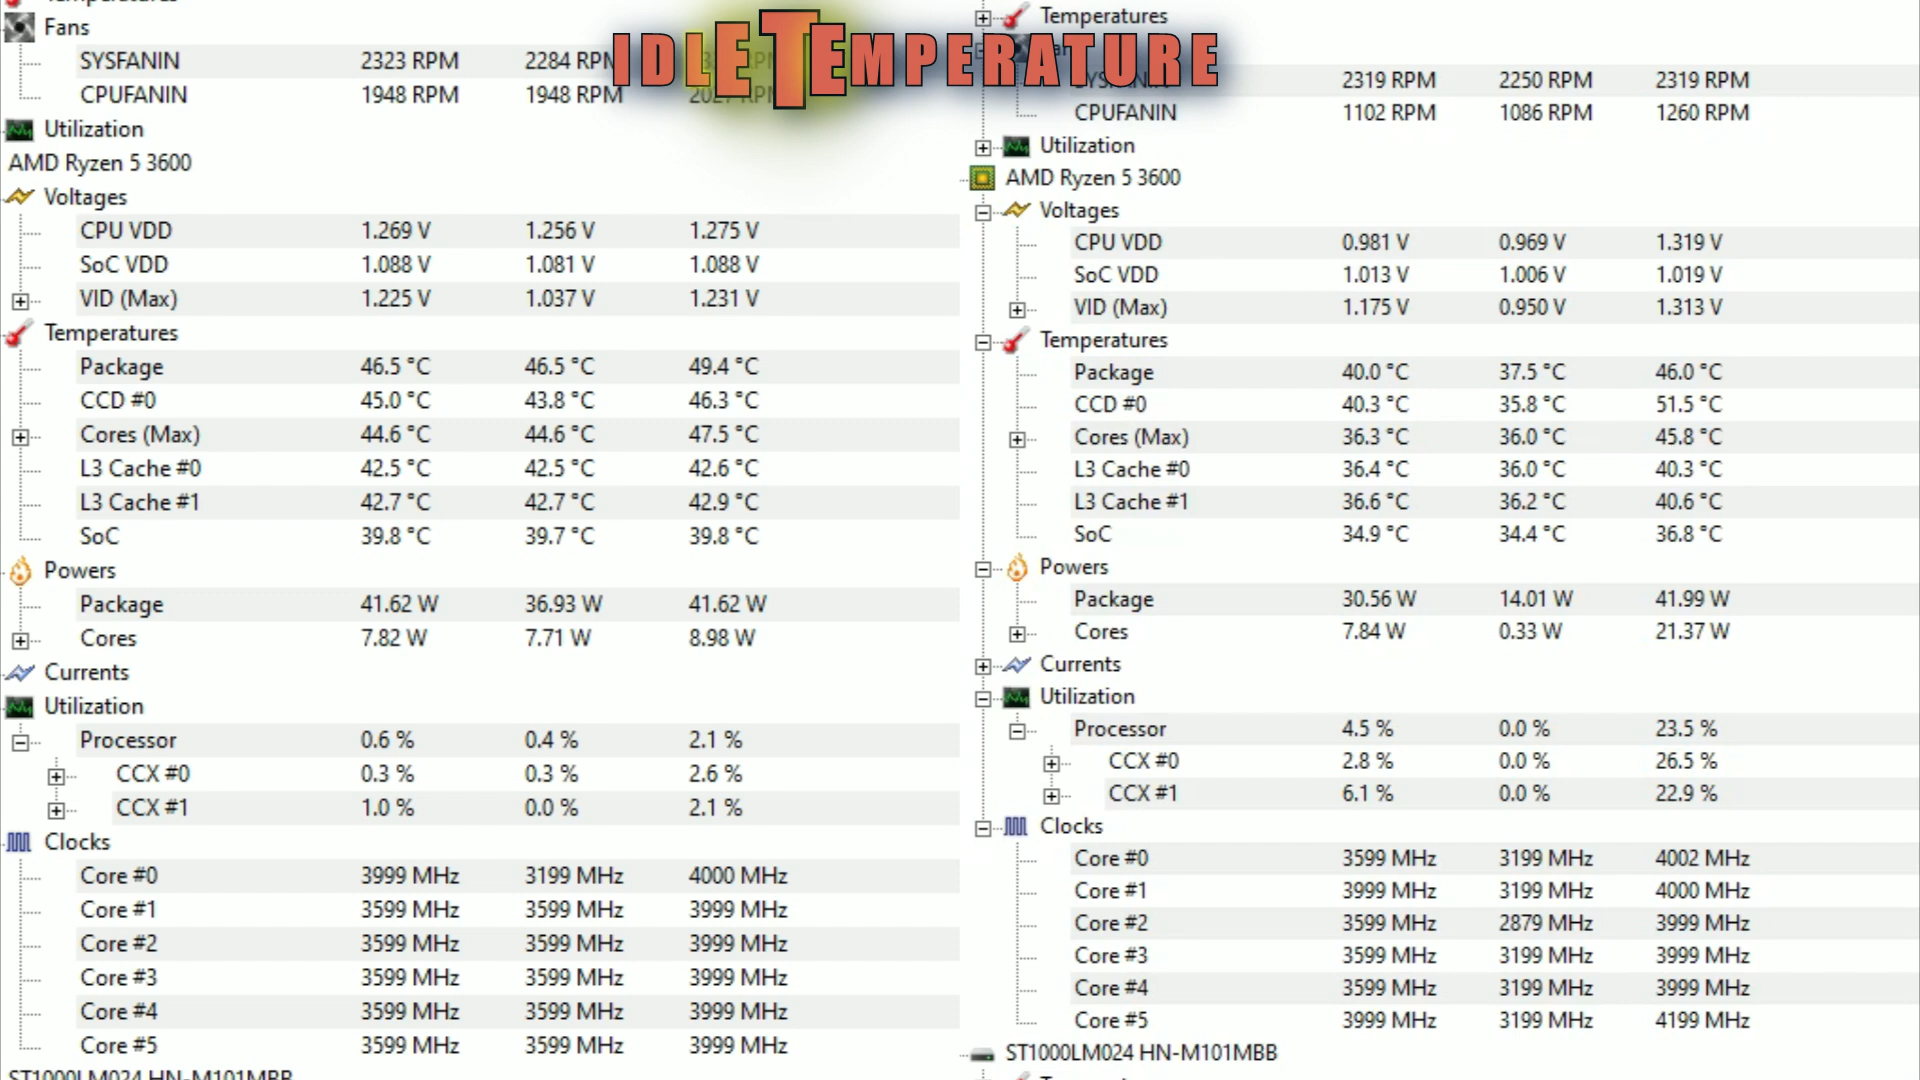 IDLE TEMPERATURE
Fans
SYSFANIN 2323 RPM 2284 RPM
CPUFANIN 1948 RPM 1948 RPM
Utilization
AMD Ryzen 5 3600
Voltages
CPU VDD 1.269 V 1.256 V 1.275 V
SoC VDD 1.088 V 1.081 V 1.088 V
VID (Max) 1.225 V 1.037 V 1.231 V
Temperatures
Package 46.5 °C 46.5 °C 49.4 °C
CCD #0 45.0 °C 43.8 °C 46.3 °C
Cores (Max) 44.6 °C 44.6 °C 47.5 °C
L3 Cache #0 42.5 °C 42.5 °C 42.6 °C
L3 Cache #1 42.7 °C 42.7 °C 42.9 °C
SoC 39.8 °C 39.7 °C 39.8 °C
Powers
Package 41.62 W 36.93 W 41.62 W
Cores 7.82 W 7.71 W 8.98 W
Currents
Utilization
Processor 0.6 % 0.4 % 2.1 %
CCX #0 0.3 % 0.3 % 2.6 %
CCX #1 1.0 % 0.0 % 2.1 %
Clocks
Core #0 3999 MHz 3199 MHz 4000 MHz
Core #1 3599 MHz 3599 MHz 3999 MHz
Core #2 3599 MHz 3599 MHz 3999 MHz
Core #3 3599 MHz 3599 MHz 3999 MHz
Core #4 3599 MHz 3599 MHz 3999 MHz
Core #5 3599 MHz 3599 MHz 3999 MHz
ST1000LM024 HN-M101MBB
Temperatures
SYSFANIN 2319 RPM 2250 RPM 2319 RPM
CPUFANIN 1102 RPM 1086 RPM 1260 RPM
Utilization
AMD Ryzen 5 3600
Voltages
CPU VDD 0.981 V 0.969 V 1.319 V
SoC VDD 1.013 V 1.006 V 1.019 V
VID (Max) 1.175 V 0.950 V 1.313 V
Temperatures
Package 40.0 °C 37.5 °C 46.0 °C
CCD #0 40.3 °C 35.8 °C 51.5 °C
Cores (Max) 36.3 °C 36.0 °C 45.8 °C
L3 Cache #0 36.4 °C 36.0 °C 40.3 °C
L3 Cache #1 36.6 °C 36.2 °C 40.6 °C
SoC 34.9 °C 34.4 °C 36.8 °C
Powers
Package 30.56 W 14.01 W 41.99 W
Cores 7.84 W 0.33 W 21.37 W
Currents
Utilization
Processor 4.5 % 0.0 % 23.5 %
CCX #0 2.8 % 0.0 % 26.5 %
CCX #1 6.1 % 0.0 % 22.9 %
Clocks
Core #0 3599 MHz 3199 MHz 4002 MHz
Core #1 3999 MHz 3199 MHz 4000 MHz
Core #2 3599 MHz 2879 MHz 3999 MHz
Core #3 3599 MHz 3199 MHz 3999 MHz
Core #4 3599 MHz 3199 MHz 3999 MHz
Core #5 3999 MHz 3199 MHz 4199 MHz
ST1000LM024 HN-M101MBB